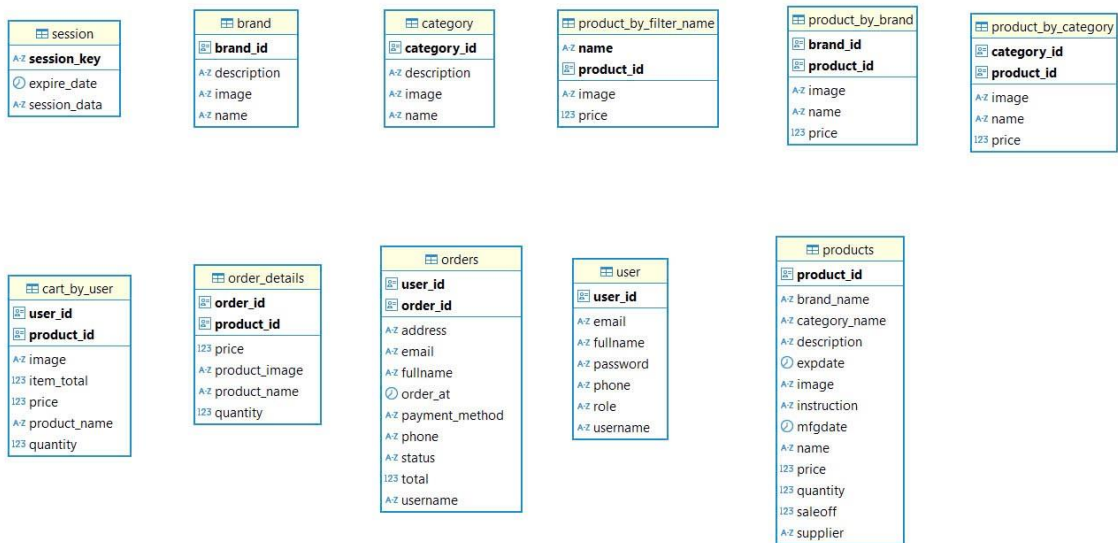 session
session_key
expire_date
session_data
brand
brand_id
description
image
name
category
category_id
description
image
name
product_by_filter_name
name
product_id
image
price
product_by_brand
brand_id
product_id
image
name
price
product_by_category
category_id
product_id
image
name
price
cart_by_user
user_id
product_id
image
item_total
price
product_name
quantity
order_details
order_id
product_id
price
product_image
product_name
quantity
orders
user_id
order_id
address
email
fullname
order_at
payment_method
phone
status
total
username
user
user_id
email
fullname
password
phone
role
username
products
product_id
brand_name
category_name
description
expdate
image
instruction
mfgdate
name
price
quantity
saleoff
supplier